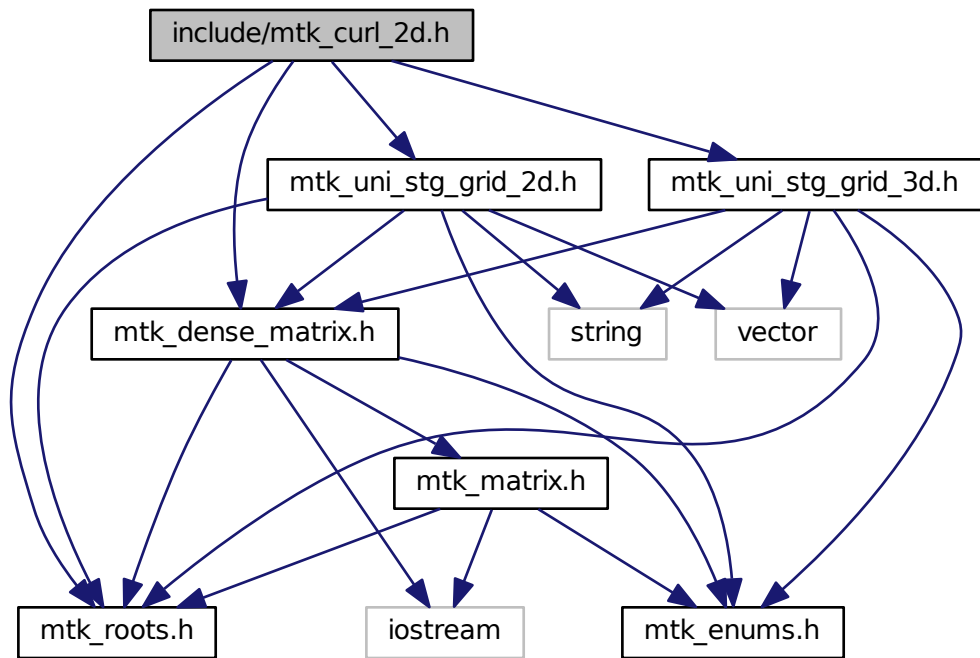 include/mtk_curl_2d.h
mtk_uni_stg_grid_2d.h
mtk_uni_stg_grid_3d.h
mtk_dense_matrix.h
string
vector
mtk_matrix.h
mtk_roots.h
iostream
mtk_enums.h